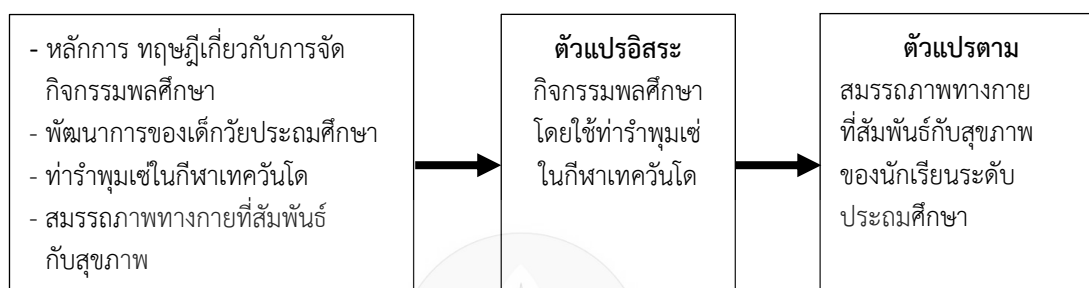 - หลักการ ทฤษฎีเกี่ยวกับการจัด
กิจกรรมพลศึกษา
- พัฒนาการของเด็กวัยประถมศึกษา
- ท่ารำพุมเซ่ในกีฬาเทควันโด
- สมรรถภาพทางกายที่สัมพันธ์
กับสุขภาพ
ตัวแปรอิสระ
กิจกรรมพลศึกษา
โดยใช้ท่ารำพุมเซ่
ในกีฬาเทควันโด
ตัวแปรตาม
สมรรถภาพทางกาย
ที่สัมพันธ์กับสุขภาพ
ของนักเรียนระดับ
ประถมศึกษา